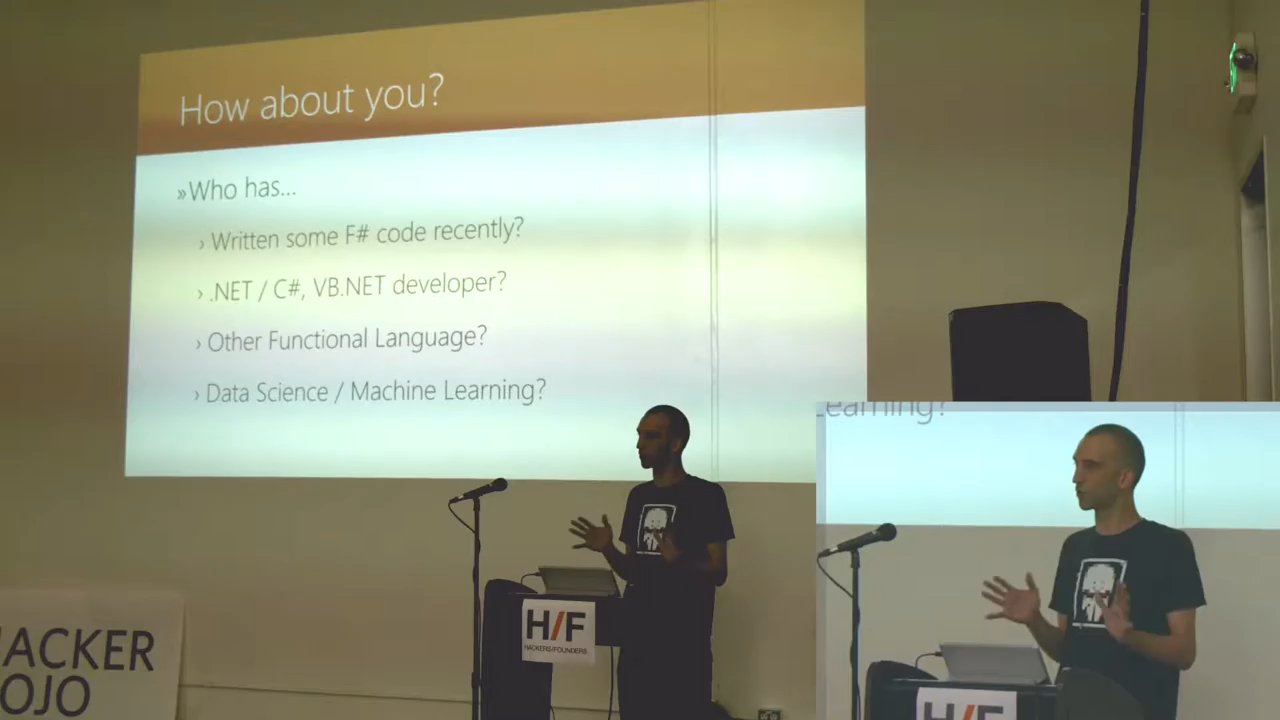 How about you?
»Who has...
› Written some F# code recently?
› .NET / C#, VB.NET developer?
› Other Functional Language?
› Data Science / Machine Learning?
earning?
H/F
HACKERS/FOUNDERS
H/F
ACKER
OJO